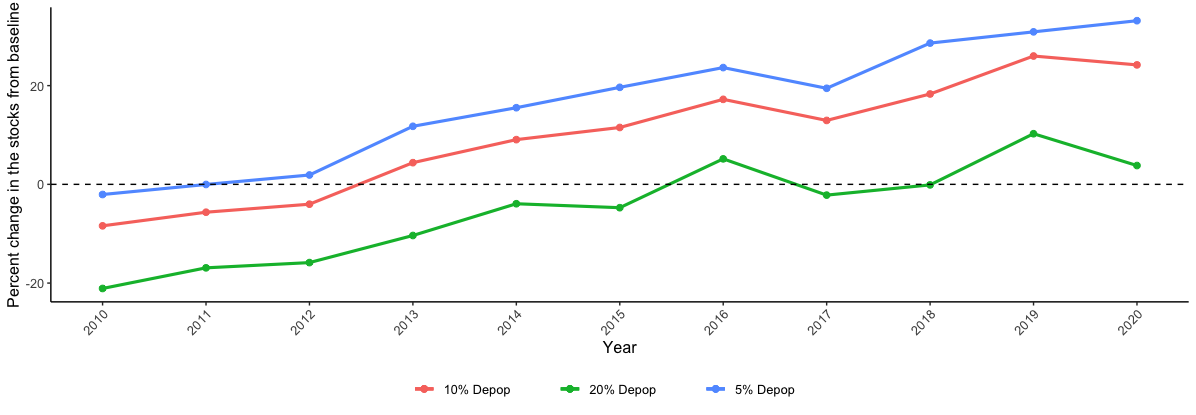 Percent change in the stocks from baseline
20
0
-20
2010 2011 2012 2013 2014 2015 2016 2017 2018 2019 2020
Year
10% Depop 20% Depop 5% Depop